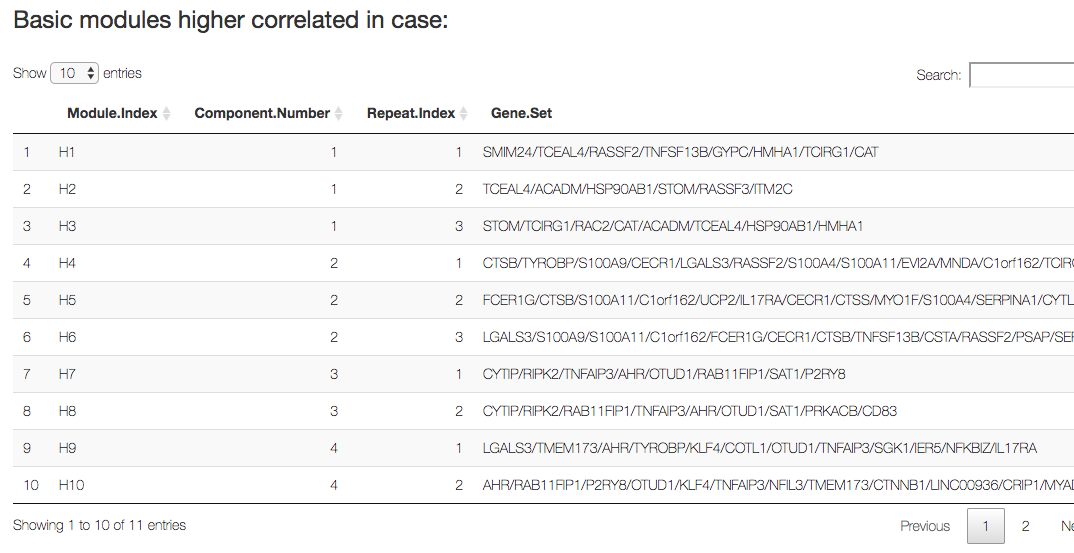 Basic modules higher correlated in case:
Show 10 entries
Search:
Module.Index Component.Number Repeat.Index Gene.Set
1 H1 1 1 SMIM24/TCEAL4/RASSF2/TNFSF13B/GYPC/HMHA1/TCIRG1/CAT
2 H2 1 2 TCEAL4/ACADM/HSP90AB1/STOM/RASSF3/ITM2C
3 H3 1 3 STOM/TCIRG1/RAC2/CAT/ACADM/TCEAL4/HSP90AB1/HMHA1
4 H4 2 1 CTSB/TYROBP/S100A9/CECR1/LGALS3/RASSF2/S100A4/S100A11/EVI2A/MNDA/C1orf162/TCIRG
5 H5 2 2 FCER1G/CTSB/S100A11/C1orf162/UCP2/IL17RA/CECR1/CTSS/MYO1F/S100A4/SERPINA1/CYTL
6 H6 2 3 LGALS3/S100A9/S100A11/C1orf162/FCER1G/CECR1/CTSB/TNFSF13B/CSTA/RASSF2/PSAP/SER
7 H7 3 1 CYTIP/RIPK2/TNFAIP3/AHR/OTUD1/RAB11FIP1/SAT1/P2RY8
8 H8 3 2 CYTIP/RIPK2/RAB11FIP1/TNFAIP3/AHR/OTUD1/SAT1/PRKACB/CD83
9 H9 4 1 LGALS3/TMEM173/AHR/TYROBP/KLF4/COTL1/OTUD1/TNFAIP3/SGK1/IER5/NFKBIZ/IL17RA
10 H10 4 2 AHR/RAB11FIP1/P2RY8/OTUD1/KLF4/TNFAIP3/NFIL3/TMEM173/CTNNB1/LINC00936/CRIP1/MYAD
Showing 1 to 10 of 11 entries
Previous 1 2 Ne